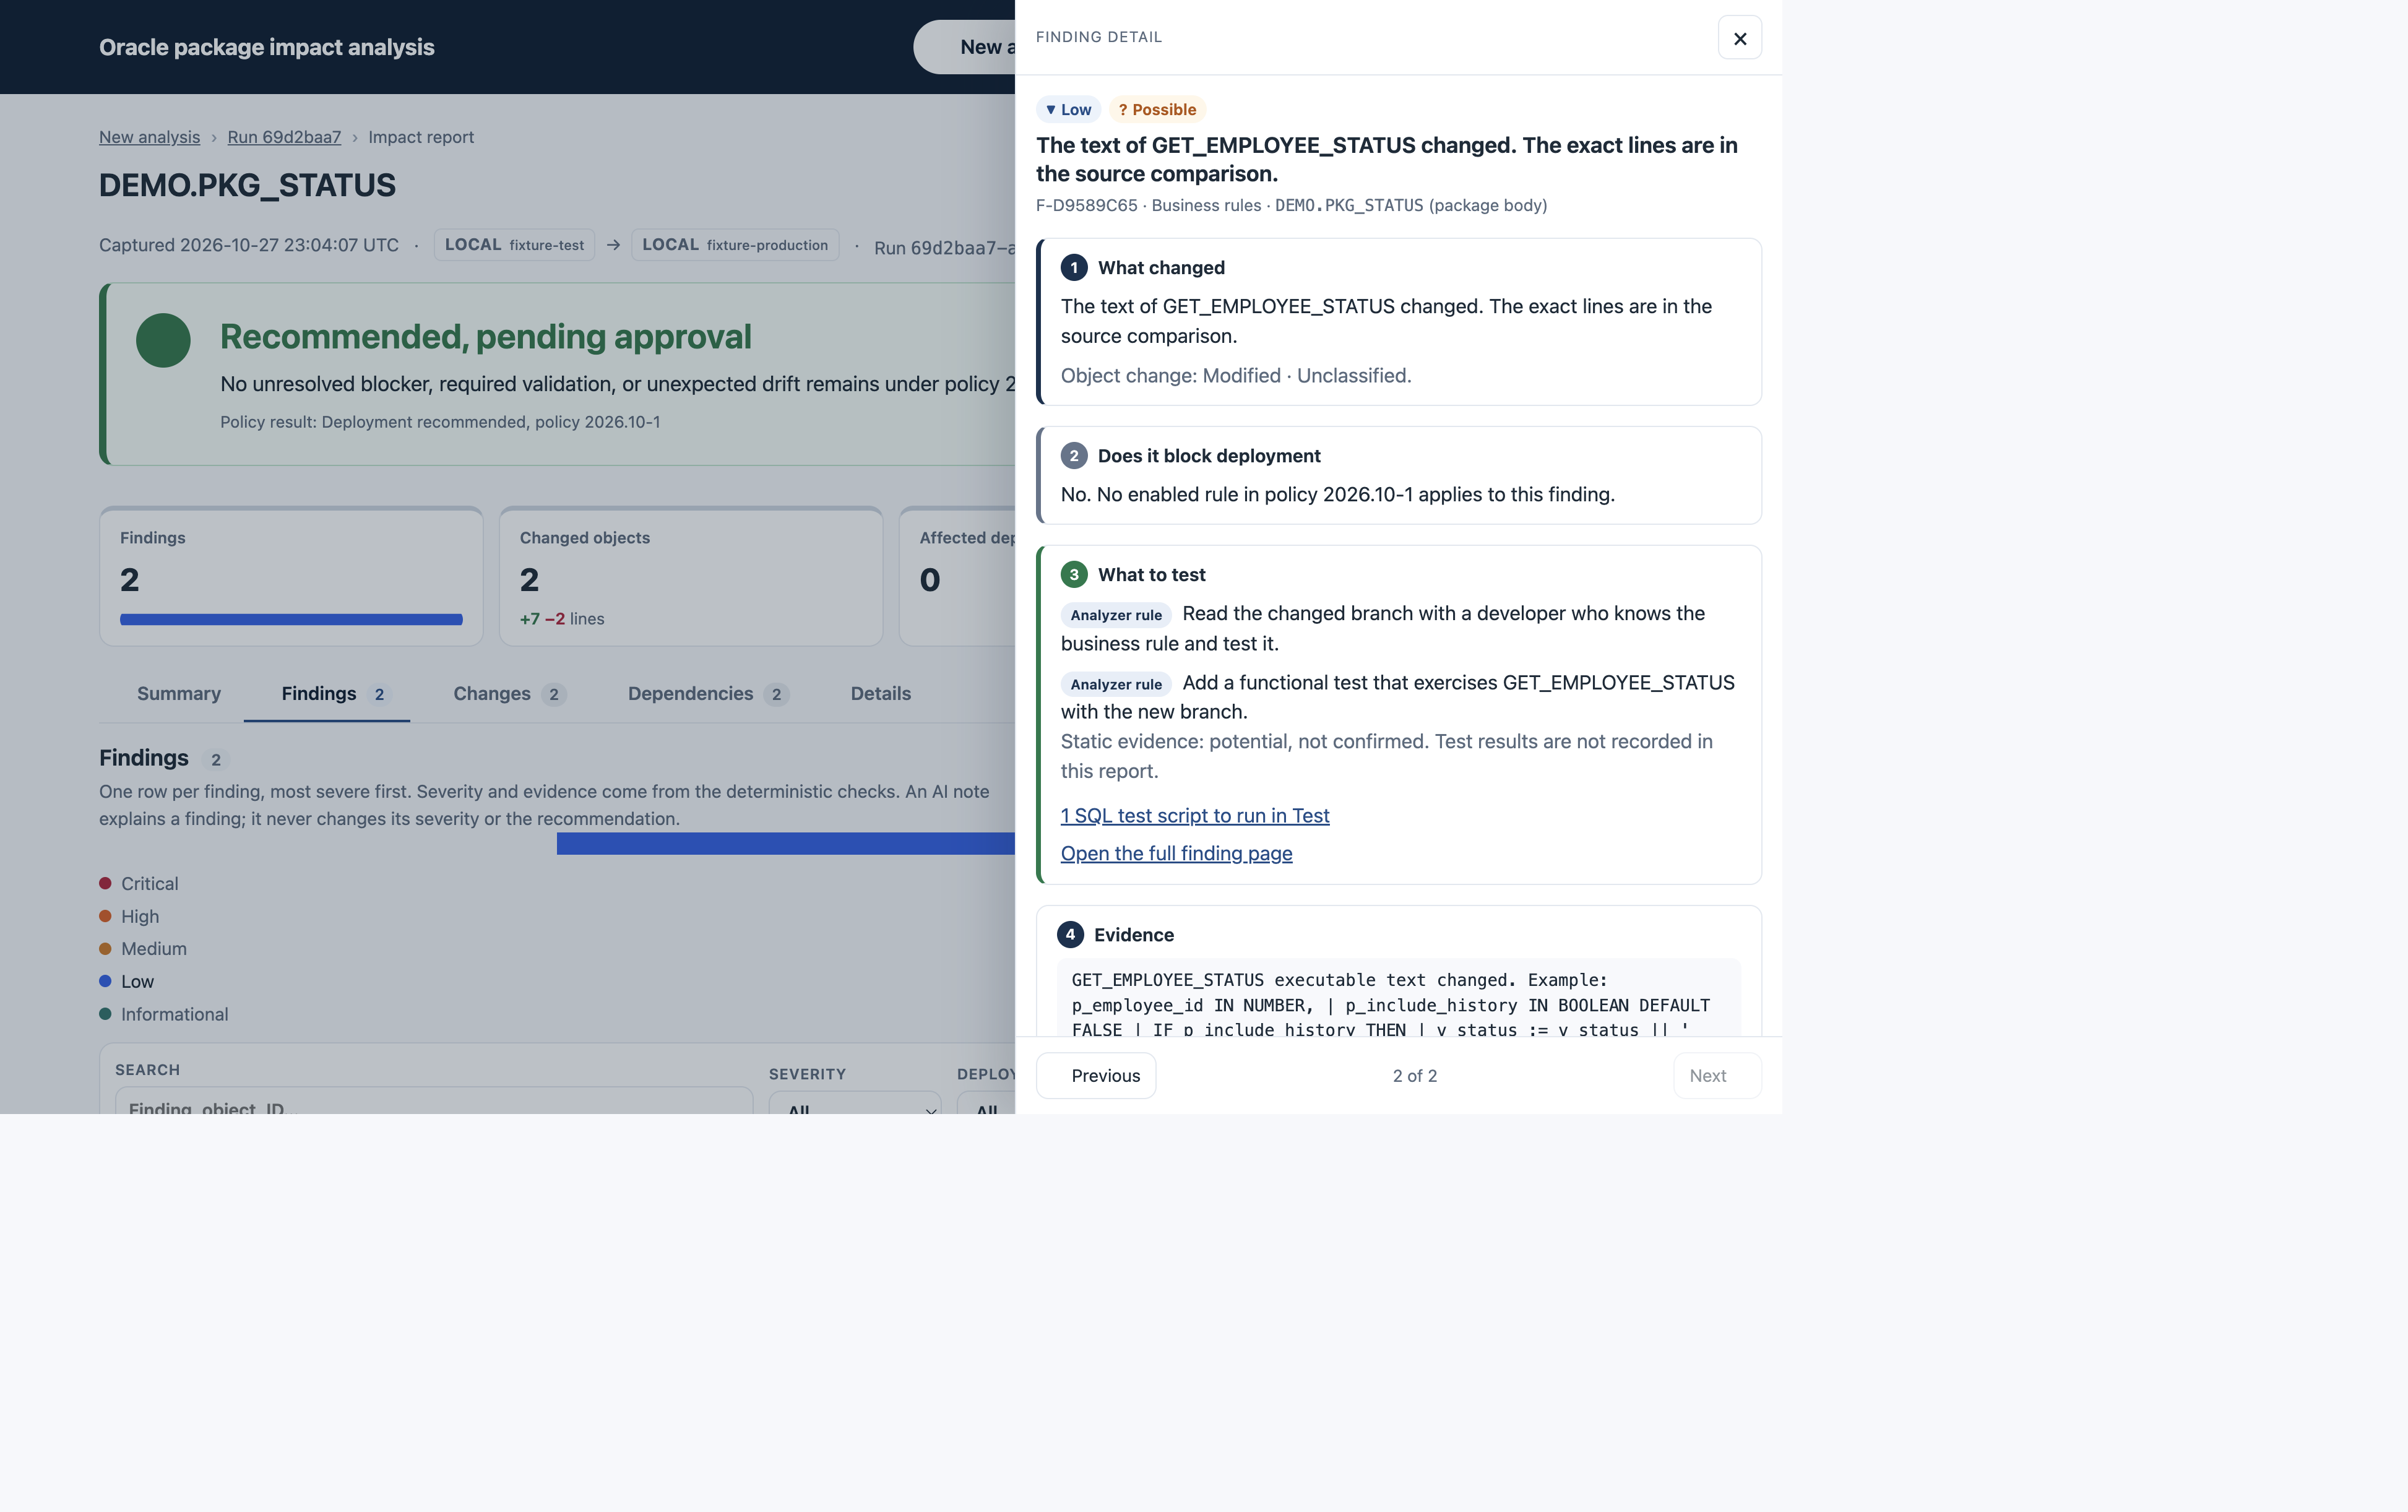 Oracle package impact analysis
New a
New analysis › Run 69d2baa7 › Impact report
DEMO.PKG_STATUS
Captured 2026-10-27 23:04:07 UTC · LOCAL fixture-test → LOCAL fixture-production · Run 69d2baa7-a
Recommended, pending approval
No unresolved blocker, required validation, or unexpected drift remains under policy 2
Policy result: Deployment recommended, policy 2026.10-1
Findings
2
Changed objects
2
+7 −2 lines
Affected dep
0
Summary
Findings 2
Changes 2
Dependencies 2
Details
Findings 2
One row per finding, most severe first. Severity and evidence come from the deterministic checks. An AI note
explains a finding; it never changes its severity or the recommendation.
Critical
High
Medium
Low
Informational
SEARCH
Finding, object, ID...
SEVERITY
All
DEPLOY
All
FINDING DETAIL
×
▼ Low ? Possible
The text of GET_EMPLOYEE_STATUS changed. The exact lines are in
the source comparison.
F-D9589C65 · Business rules · DEMO.PKG_STATUS (package body)
1 What changed
The text of GET_EMPLOYEE_STATUS changed. The exact lines are in the
source comparison.
Object change: Modified · Unclassified.
2 Does it block deployment
No. No enabled rule in policy 2026.10-1 applies to this finding.
3 What to test
Analyzer rule Read the changed branch with a developer who knows the
business rule and test it.
Analyzer rule Add a functional test that exercises GET_EMPLOYEE_STATUS
with the new branch.
Static evidence: potential, not confirmed. Test results are not recorded in
this report.
1 SQL test script to run in Test
Open the full finding page
4 Evidence
GET_EMPLOYEE_STATUS executable text changed. Example:
p_employee_id IN NUMBER, | p_include_history IN BOOLEAN DEFAULT
FALSE | IF p_include_history THEN | v_status := v_status || '
Previous
2 of 2
Next